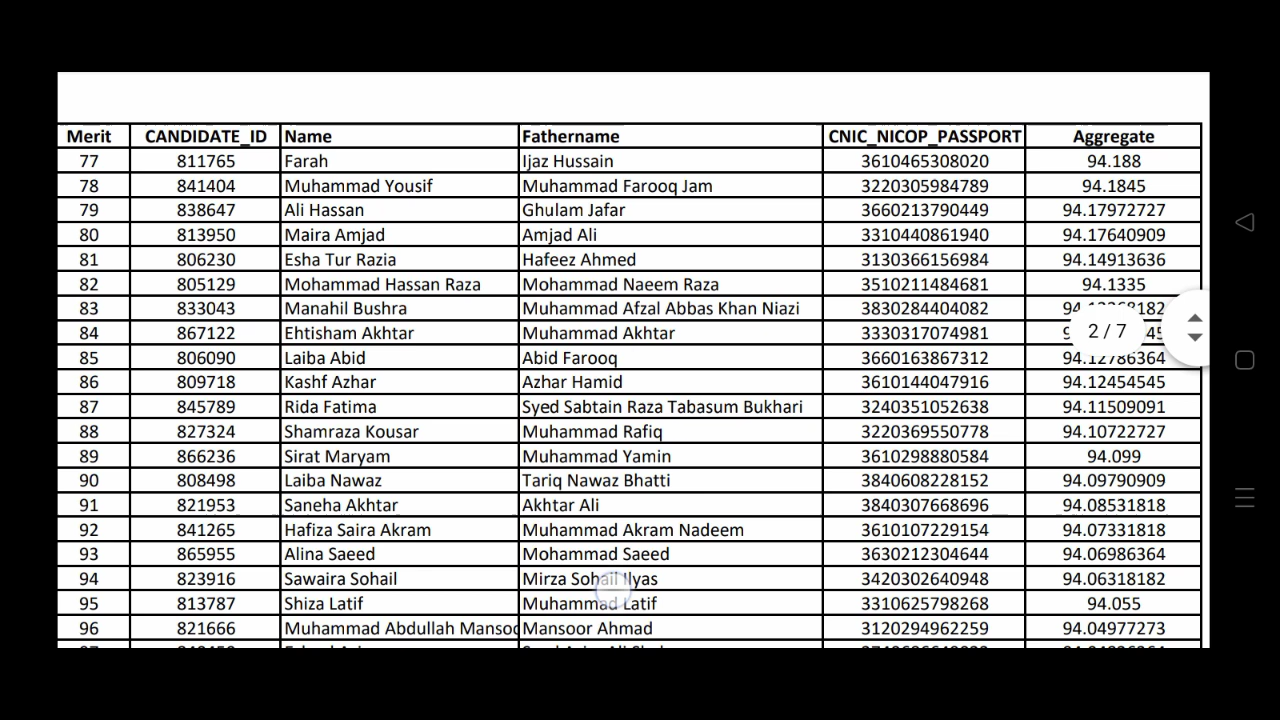 Merit CANDIDATE_ID Name Fathername CNIC_NICOP_PASSPORT Aggregate
77 811765 Farah Ijaz Hussain 3610465308020 94.188
78 841404 Muhammad Yousif Muhammad Farooq Jam 3220305984789 94.1845
79 838647 Ali Hassan Ghulam Jafar 3660213790449 94.17972727
80 813950 Maira Amjad Amjad Ali 3310440861940 94.17640909
81 806230 Esha Tur Razia Hafeez Ahmed 3130366156984 94.14913636
82 805129 Mohammad Hassan Raza Mohammad Naeem Raza 3510211484681 94.1335
83 833043 Manahil Bushra Muhammad Afzal Abbas Khan Niazi 3830284404082
84 867122 Ehtisham Akhtar Muhammad Akhtar 3330317074981
2 / 7
85 806090 Laiba Abid Abid Farooq 3660163867312 94.12786364
86 809718 Kashf Azhar Azhar Hamid 3610144047916 94.12454545
87 845789 Rida Fatima Syed Sabtain Raza Tabasum Bukhari 3240351052638 94.11509091
88 827324 Shamraza Kousar Muhammad Rafiq 3220369550778 94.10722727
89 866236 Sirat Maryam Muhammad Yamin 3610298880584 94.099
90 808498 Laiba Nawaz Tariq Nawaz Bhatti 3840608228152 94.09790909
91 821953 Saneha Akhtar Akhtar Ali 3840307668696 94.08531818
92 841265 Hafiza Saira Akram Muhammad Akram Nadeem 3610107229154 94.07331818
93 865955 Alina Saeed Mohammad Saeed 3630212304644 94.06986364
94 823916 Sawaira Sohail Mirza Sohail Ilyas 3420302640948 94.06318182
95 813787 Shiza Latif Muhammad Latif 3310625798268 94.055
96 821666 Muhammad Abdullah Mansoo Mansoor Ahmad 3120294962259 94.04977273